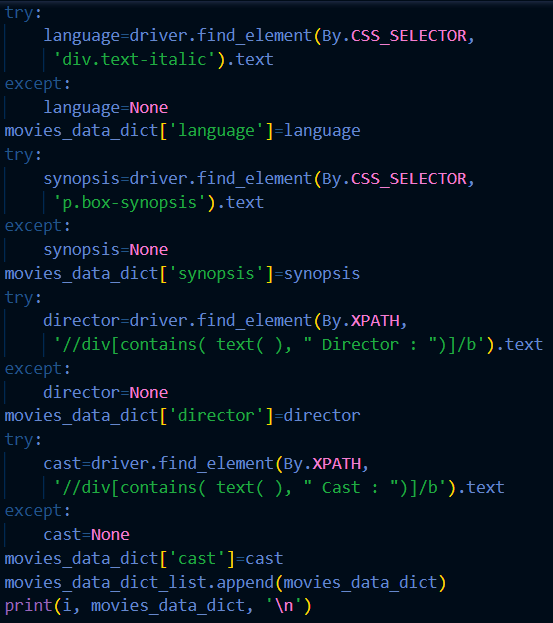 try:
    language=driver.find_element(By.CSS_SELECTOR,
     'div.text-italic').text
except:
    language=None
movies_data_dict['language']=language
try:
    synopsis=driver.find_element(By.CSS_SELECTOR,
     'p.box-synopsis').text
except:
    synopsis=None
movies_data_dict['synopsis']=synopsis
try:
    director=driver.find_element(By.XPATH,
     '//div[contains( text( ), " Director : ")]/b').text
except:
    director=None
movies_data_dict['director']=director
try:
    cast=driver.find_element(By.XPATH,
     '//div[contains( text( ), " Cast : ")]/b').text
except:
    cast=None
movies_data_dict['cast']=cast
movies_data_dict_list.append(movies_data_dict)
print(i, movies_data_dict, '\n')